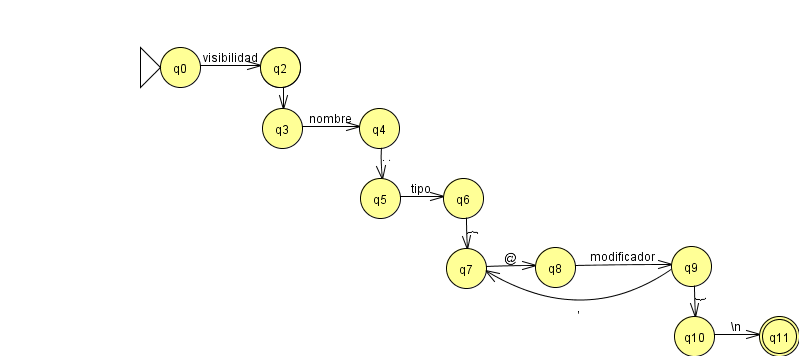 q0 visibilidad q2
q3 nombre q4
:
q5 tipo q6
{
q7 @ q8 modificador q9
,
}
q10 \n q11